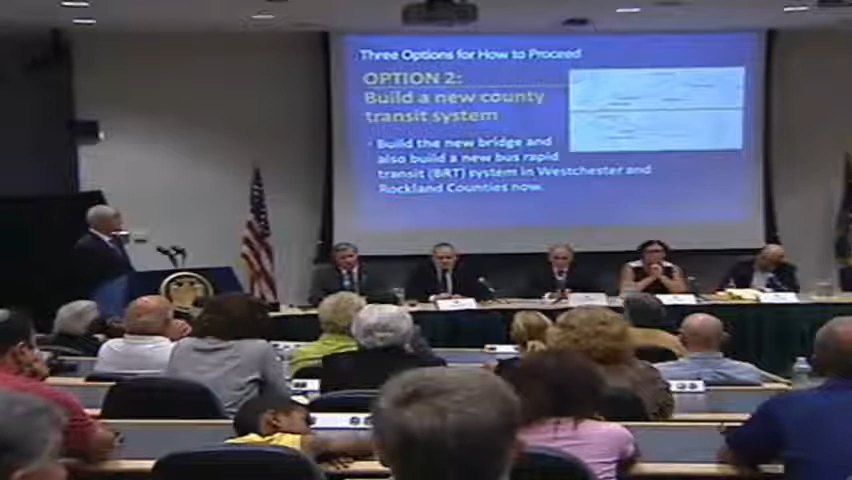 Three Options for How to Proceed
OPTION 2:
Build a new county
transit system
• Build the new bridge and
also build a new bus rapid
transit (BRT) system in Westchester and
Rockland Counties now.